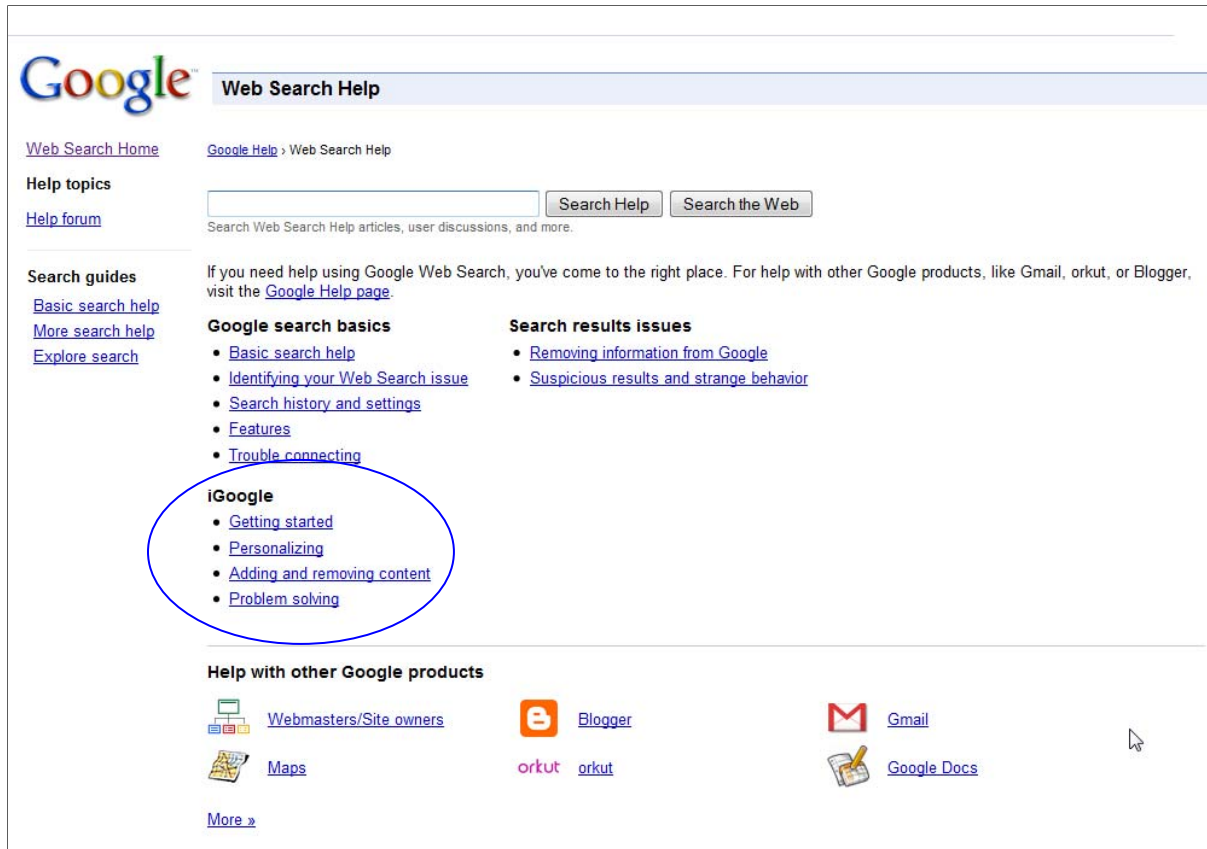 Google™
Web Search Help
Web Search Home
Help topics
Help forum
Search guides
Basic search help
More search help
Explore search
Google Help › Web Search Help
Search Help
Search the Web
Search Web Search Help articles, user discussions, and more.
If you need help using Google Web Search, you've come to the right place. For help with other Google products, like Gmail, orkut, or Blogger,
visit the Google Help page.
Google search basics
• Basic search help
• Identifying your Web Search issue
• Search history and settings
• Features
• Trouble connecting
Search results issues
• Removing information from Google
• Suspicious results and strange behavior
iGoogle
• Getting started
• Personalizing
• Adding and removing content
• Problem solving
Help with other Google products
Webmasters/Site owners
Blogger
Gmail
Maps
orkut orkut
Google Docs
More »